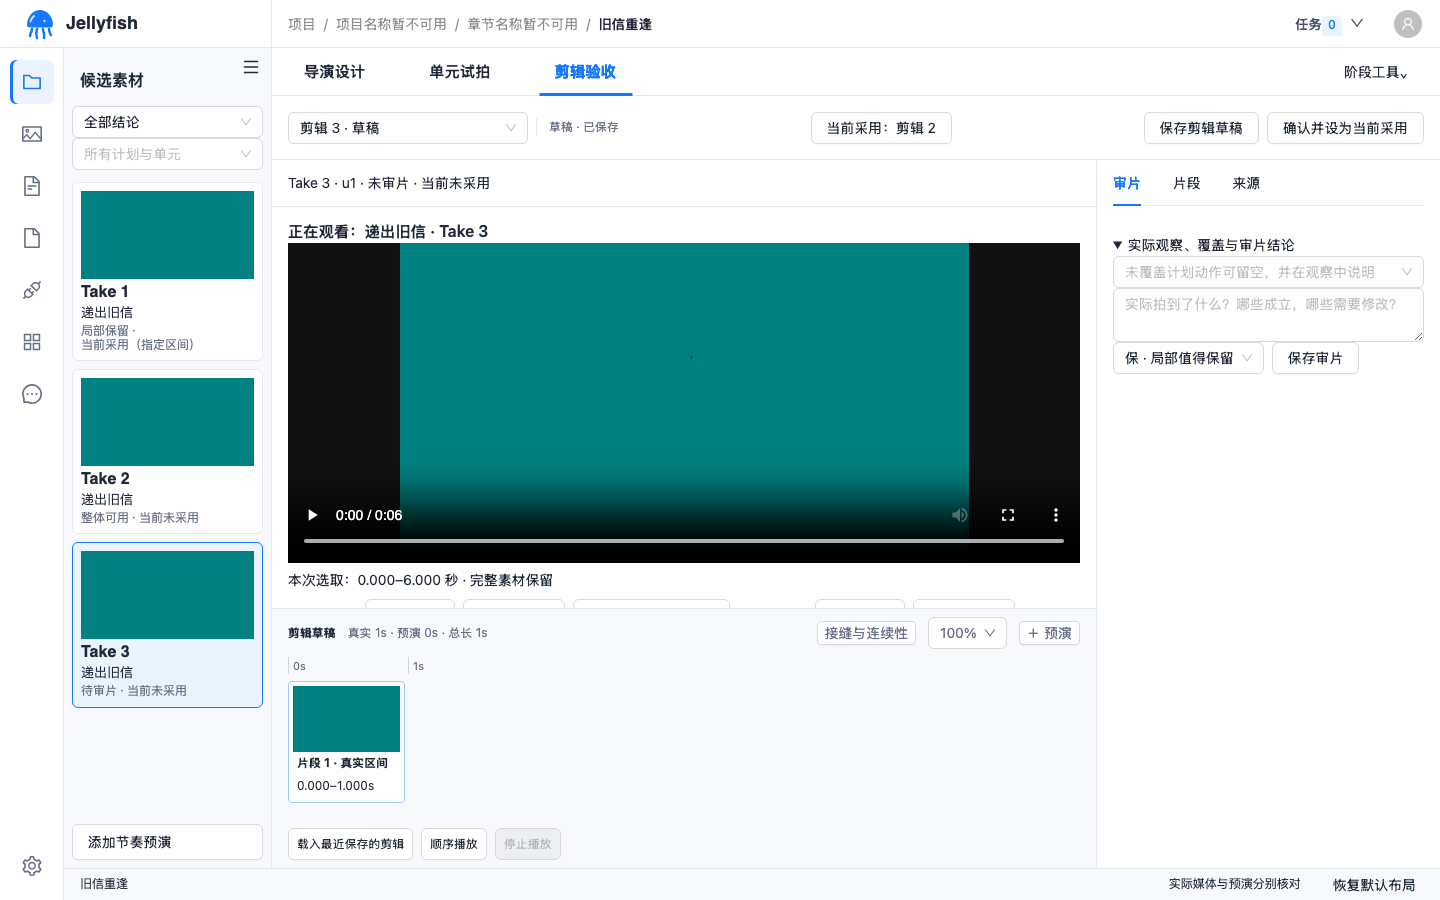 Jellyfish
项目 / 项目名称暂不可用 / 章节名称暂不可用 / 旧信重逢
任务 0
候选素材
导演设计
单元试拍
剪辑验收
阶段工具
全部结论
所有计划与单元
剪辑 3 · 草稿
草稿 · 已保存
当前采用：剪辑 2
保存剪辑草稿
确认并设为当前采用
Take 1
递出旧信
局部保留 ·
当前采用（指定区间）
Take 2
递出旧信
整体可用 · 当前未采用
Take 3
递出旧信
待审片 · 当前未采用
添加节奏预演
Take 3 · u1 · 未审片 · 当前未采用
正在观看：递出旧信 · Take 3
0:00 / 0:06
本次选取：0.000–6.000 秒 · 完整素材保留
剪辑草稿
真实 1s · 预演 0s · 总长 1s
接缝与连续性
100%
+ 预演
0s
1s
片段 1 · 真实区间
0.000–1.000s
载入最近保存的剪辑
顺序播放
停止播放
审片
片段
来源
▼ 实际观察、覆盖与审片结论
未覆盖计划动作可留空，并在观察中说明
实际拍到了什么？哪些成立，哪些需要修改？
保 · 局部值得保留
保存审片
旧信重逢
实际媒体与预演分别核对
恢复默认布局